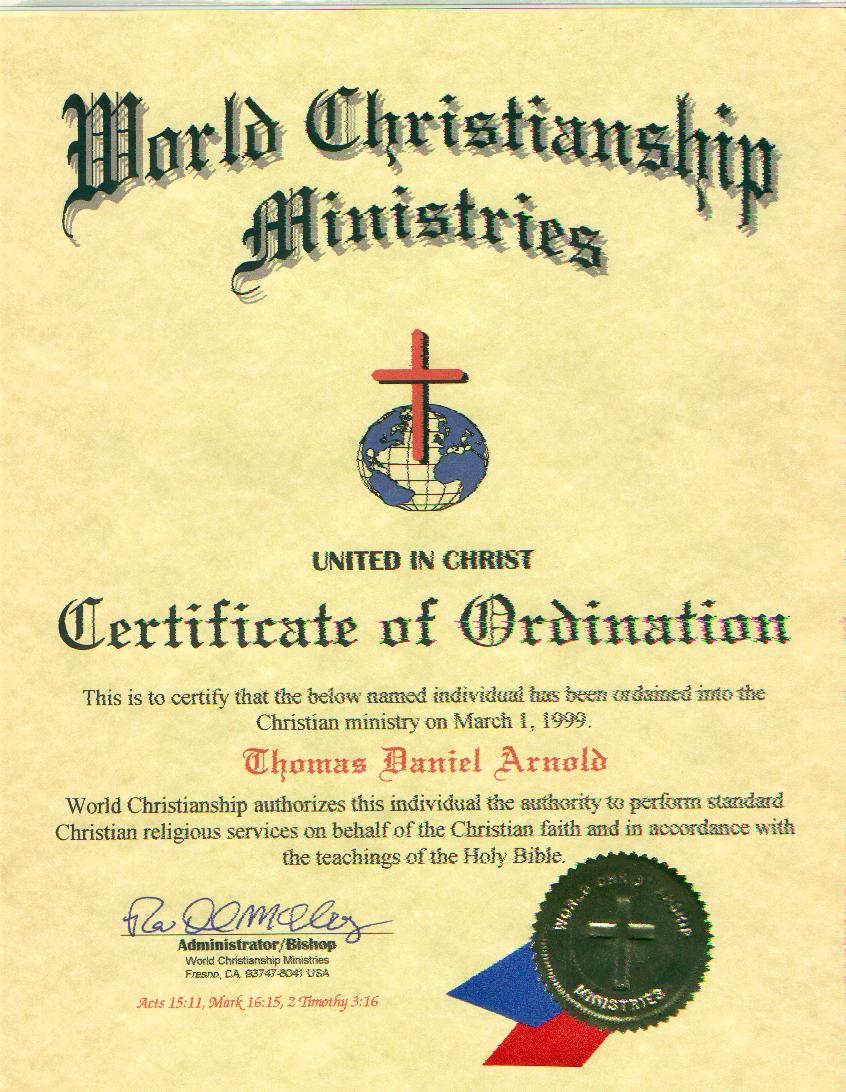 World Christianship
Ministries
UNITED IN CHRIST
Certificate of Ordination
This is to certify that the below named individual has been ordained into the
Christian ministry on March 1, 1999.
Thomas Daniel Arnold
World Christianship authorizes this individual the authority to perform standard
Christian religious services on behalf of the Christian faith and in accordance with
the teachings of the Holy Bible.
Administrator/Bishop
World Christianship Ministries
Fresno, CA. 93747-8041 USA
Acts 15:11, Mark 16:15, 2 Timothy 3:16
WORLD CHRISTIANSHIP
MINISTRIES